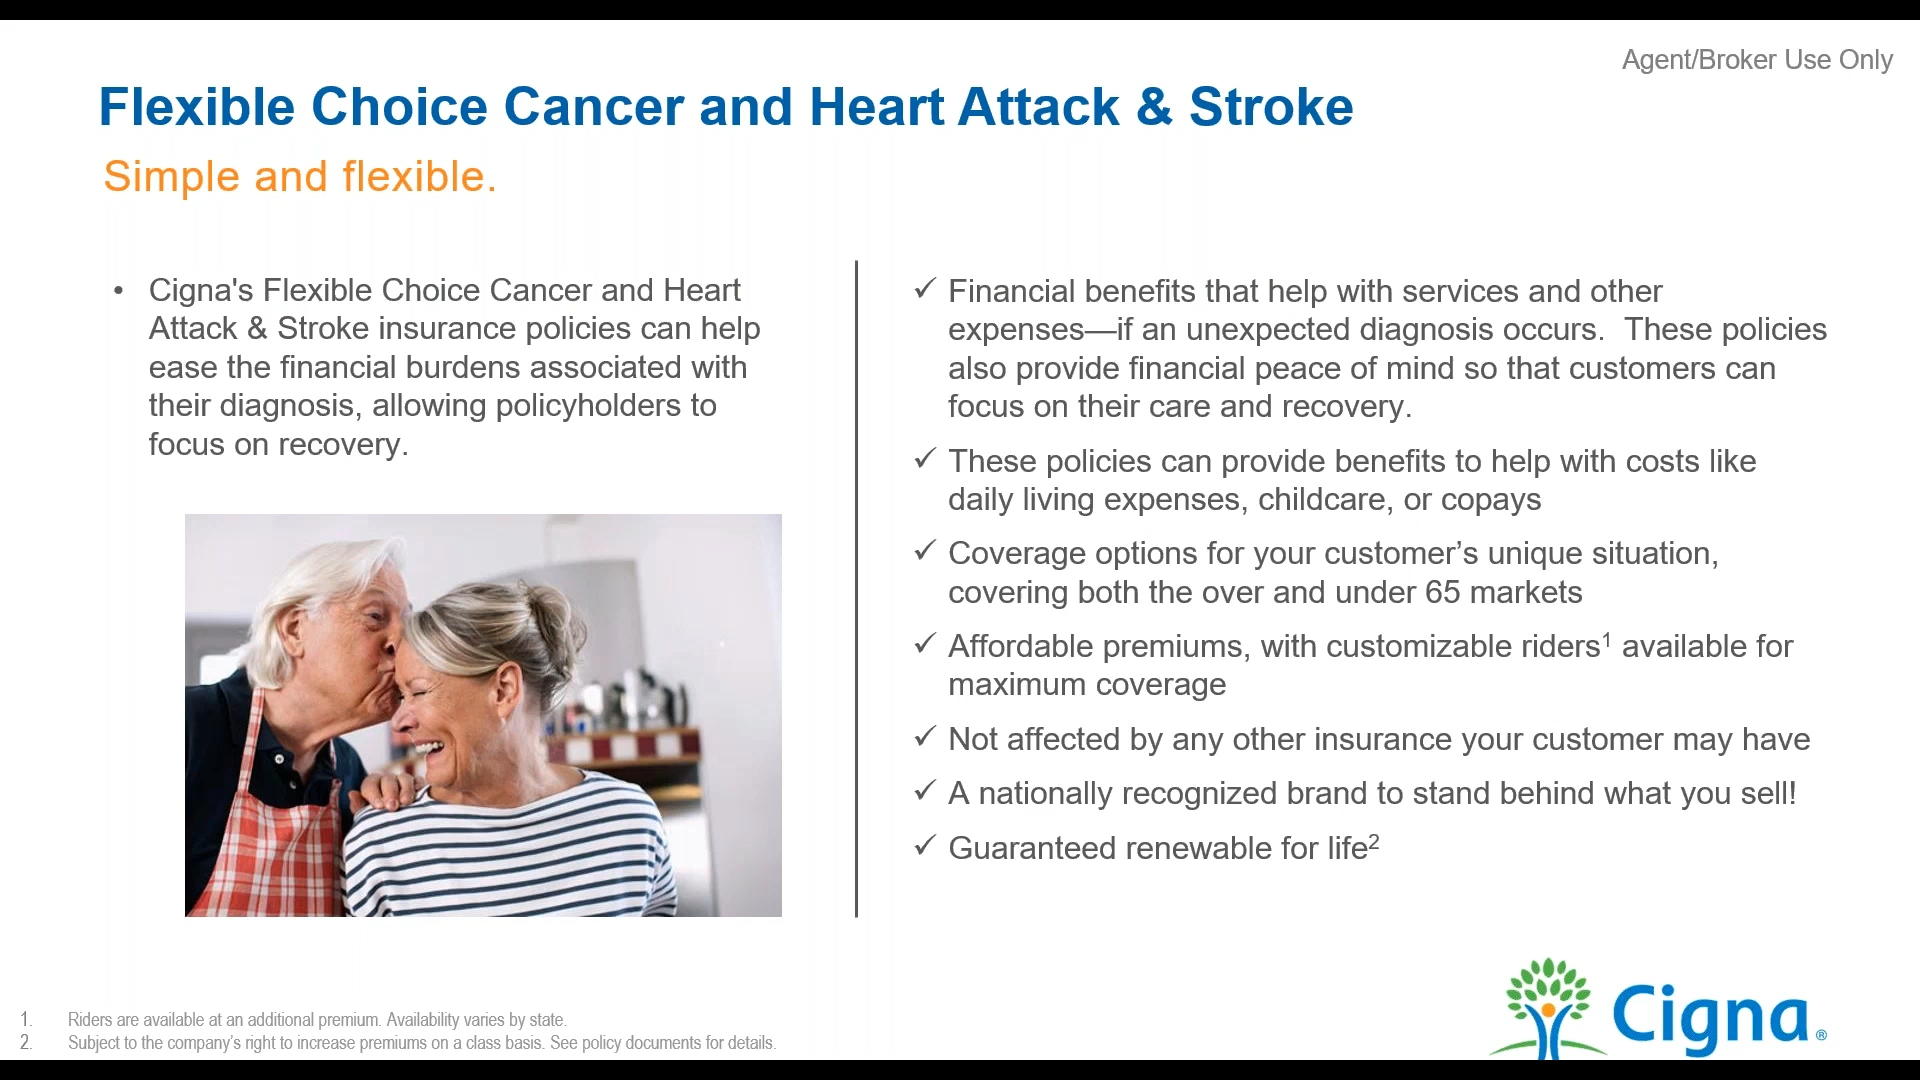 Agent/Broker Use Only
Flexible Choice Cancer and Heart Attack & Stroke
Simple and flexible.
• Cigna's Flexible Choice Cancer and Heart
Attack & Stroke insurance policies can help
ease the financial burdens associated with
their diagnosis, allowing policyholders to
focus on recovery.
✓ Financial benefits that help with services and other
expenses—if an unexpected diagnosis occurs. These policies
also provide financial peace of mind so that customers can
focus on their care and recovery.
✓ These policies can provide benefits to help with costs like
daily living expenses, childcare, or copays
✓ Coverage options for your customer’s unique situation,
covering both the over and under 65 markets
✓ Affordable premiums, with customizable riders¹ available for
maximum coverage
✓ Not affected by any other insurance your customer may have
✓ A nationally recognized brand to stand behind what you sell!
✓ Guaranteed renewable for life²
1. Riders are available at an additional premium. Availability varies by state.
2. Subject to the company’s right to increase premiums on a class basis. See policy documents for details.
Cigna®